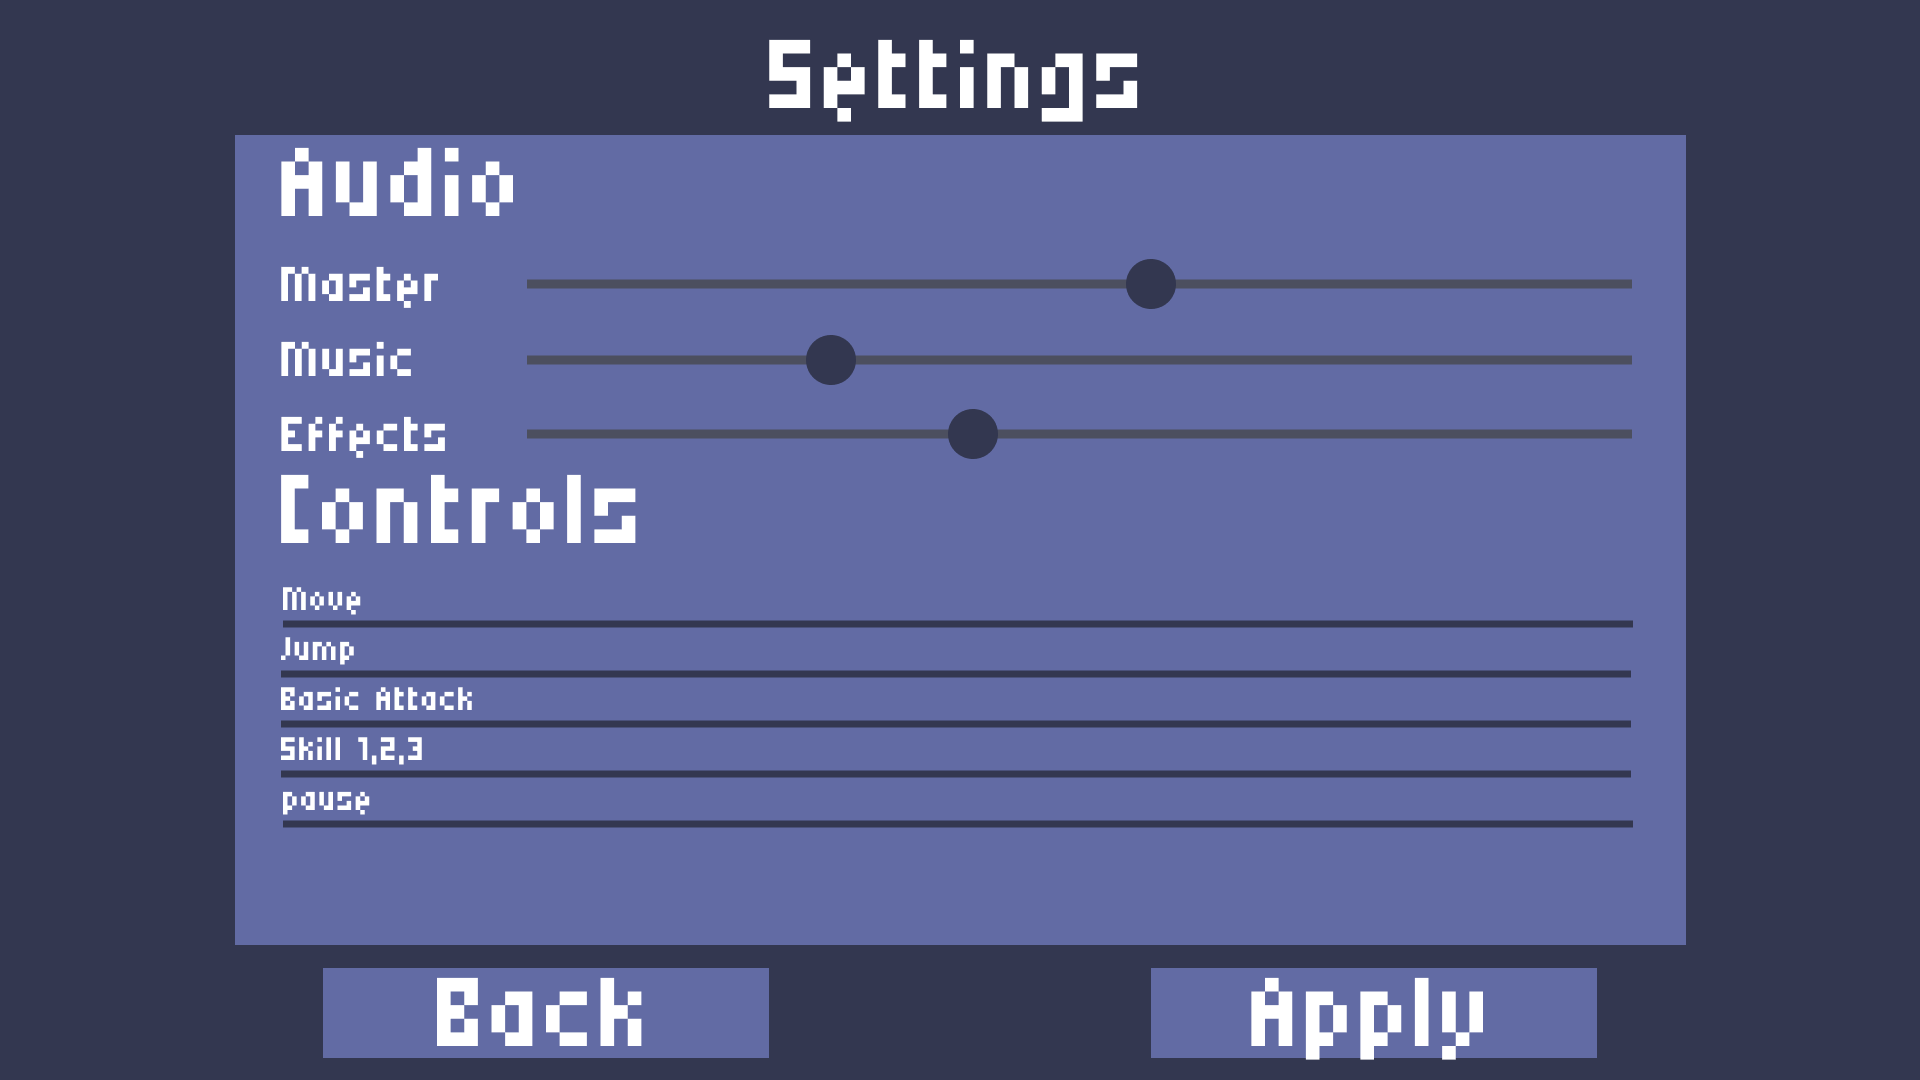 Settings
Audio
Master
Music
Effects
Controls
Move
Jump
Basic Attack
Skill 1,2,3
pause
Back
Apply